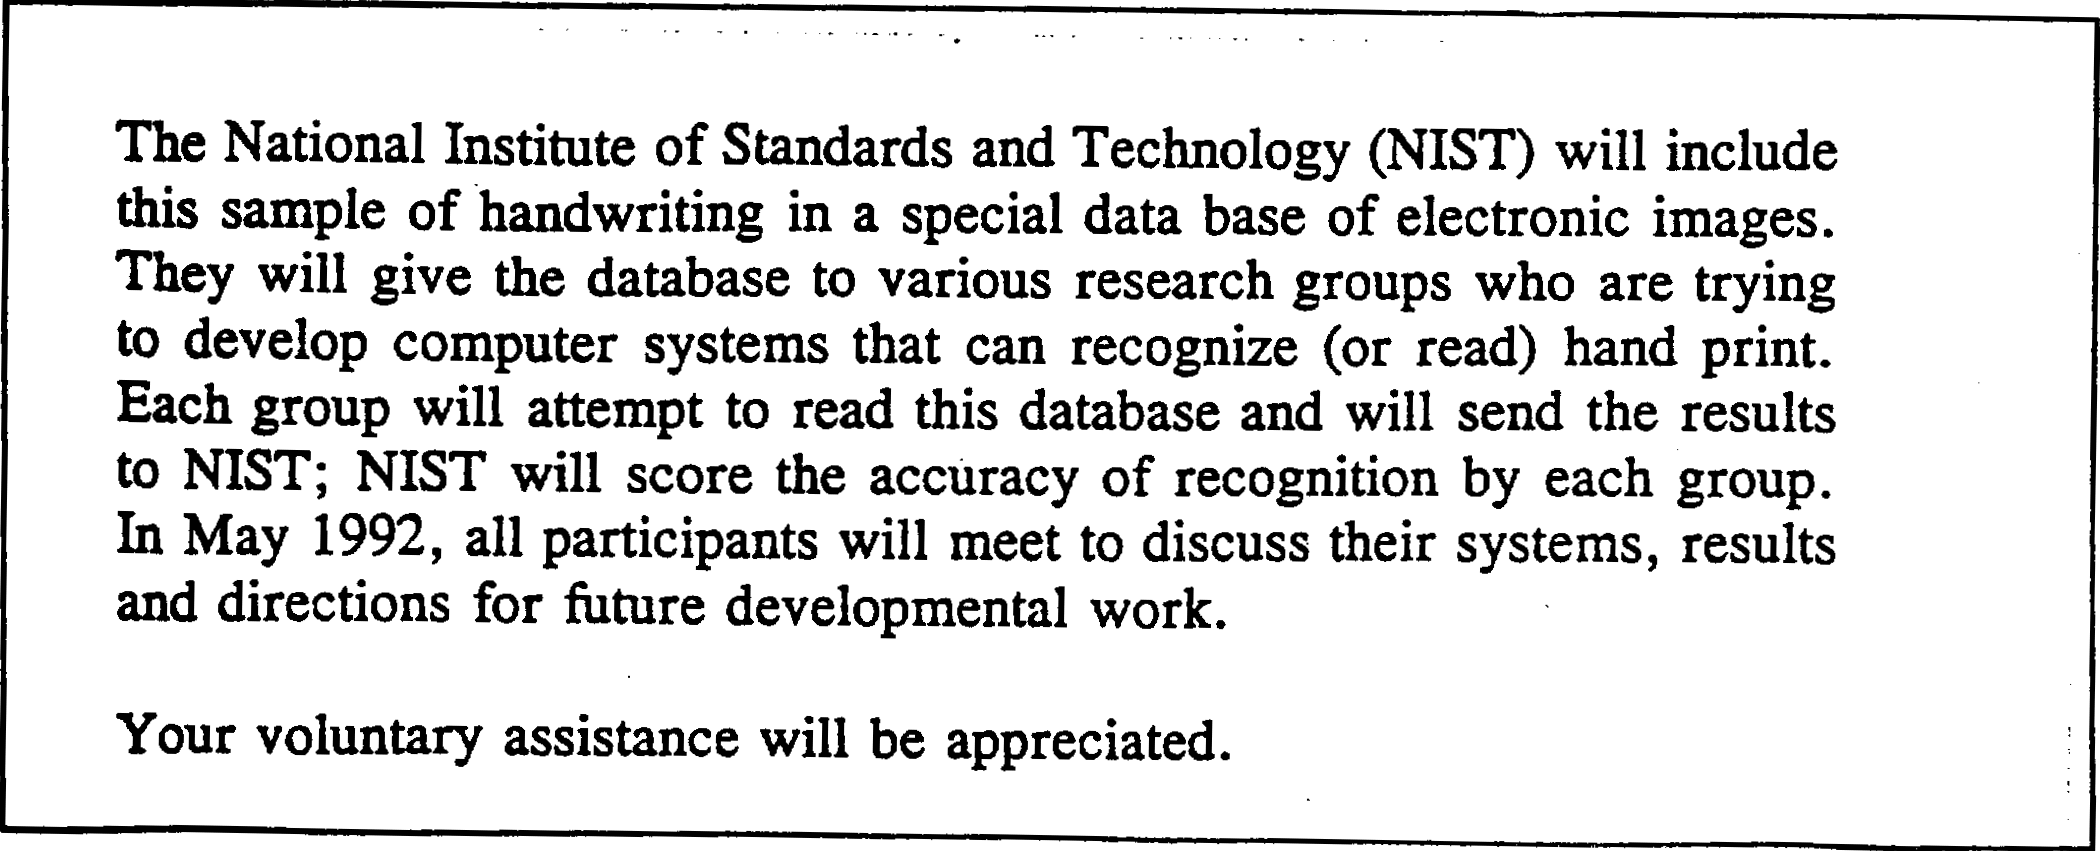 The National Institute of Standards and Technology (NIST) will include
this sample of handwriting in a special data base of electronic images.
They will give the database to various research groups who are trying
to develop computer systems that can recognize (or read) hand print.
Each group will attempt to read this database and will send the results
to NIST; NIST will score the accuracy of recognition by each group.
In May 1992, all participants will meet to discuss their systems, results
and directions for future developmental work.
Your voluntary assistance will be appreciated.